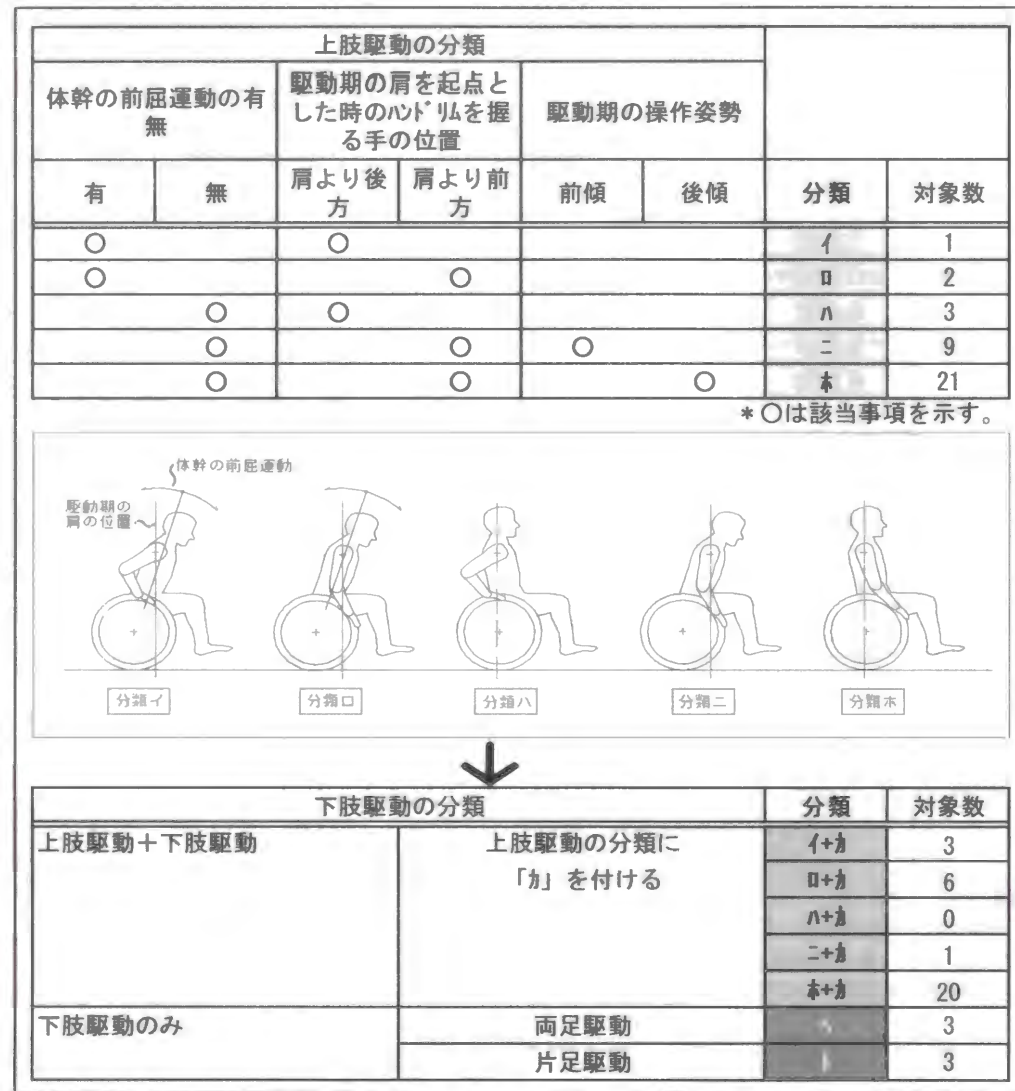 上肢駆動の分類
体幹の前屈運動の有無
駆動期の肩を起点とした時のﾊﾝﾄﾞﾘﾑを握る手の位置
駆動期の操作姿勢
有 無 肩より後方 肩より前方 前傾 後傾 分類 対象数
○ ○ ｲ 1
○ ○ ﾛ 2
○ ○ ﾊ 3
○ ○ ○ ﾆ 9
○ ○ ○ ﾎ 21
*○は該当事項を示す。
体幹の前屈運動
駆動期の
肩の位置
分類イ 分類ロ 分類ハ 分類ニ 分類ホ
下肢駆動の分類 分類 対象数
上肢駆動＋下肢駆動 上肢駆動の分類に ｲ+ｶ 3
「ｶ」を付ける ﾛ+ｶ 6
ﾊ+ｶ 0
ﾆ+ｶ 1
ﾎ+ｶ 20
下肢駆動のみ 両足駆動 3
片足駆動 3